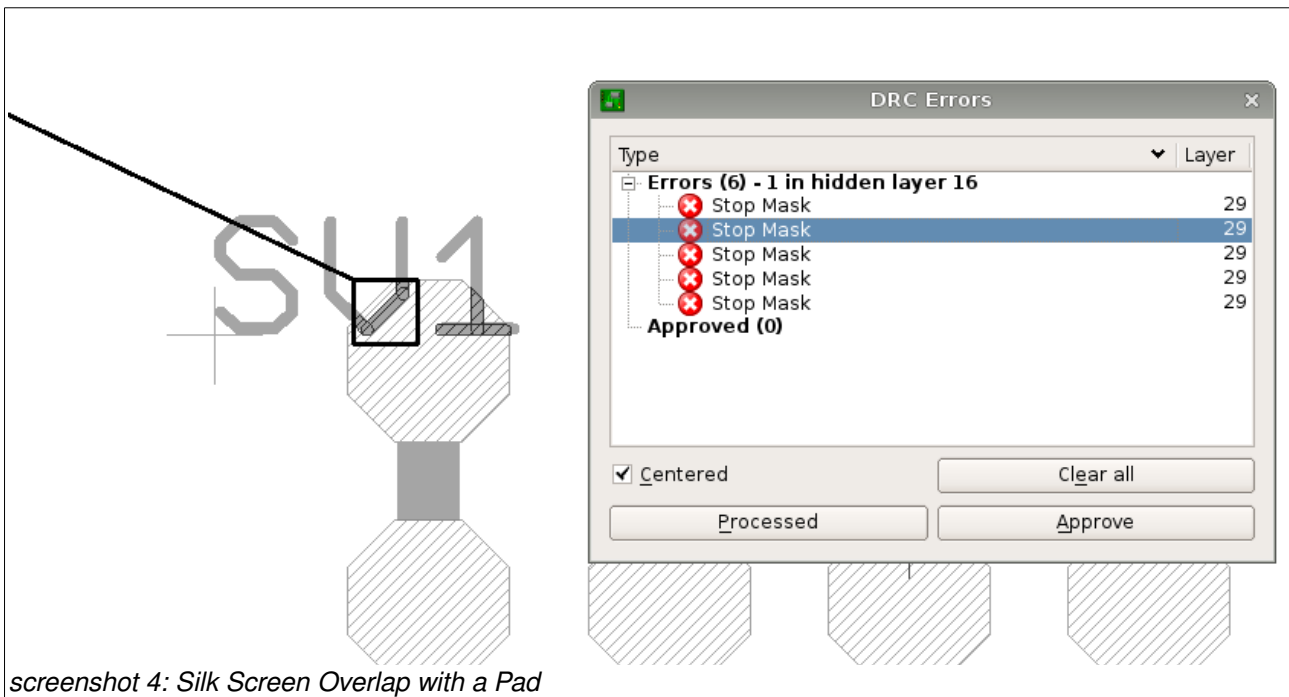 SU1
DRC Errors
Type Layer
Errors (6) - 1 in hidden layer 16
Stop Mask 29
Stop Mask 29
Stop Mask 29
Stop Mask 29
Stop Mask 29
Approved (0)
Centered Clear all
Processed Approve
screenshot 4: Silk Screen Overlap with a Pad